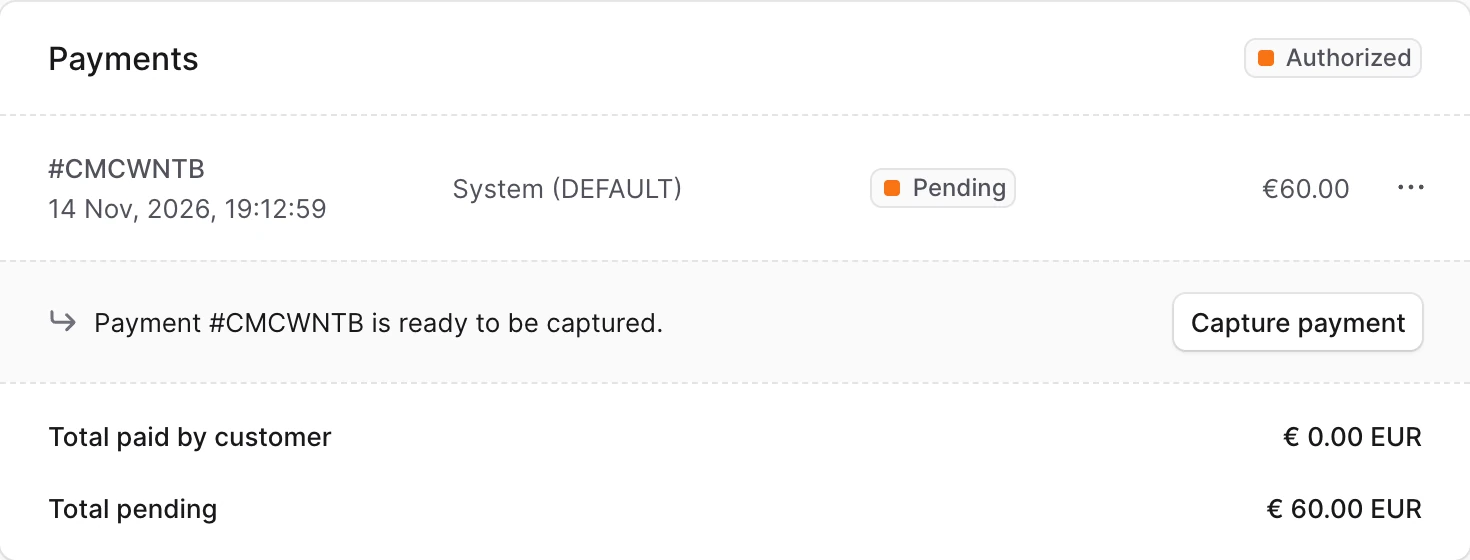 Payments
Authorized
#CMCWNTB
14 Nov, 2026, 19:12:59
System (DEFAULT)
Pending
€60.00
Payment #CMCWNTB is ready to be captured.
Capture payment
Total paid by customer
€ 0.00 EUR
Total pending
€ 60.00 EUR